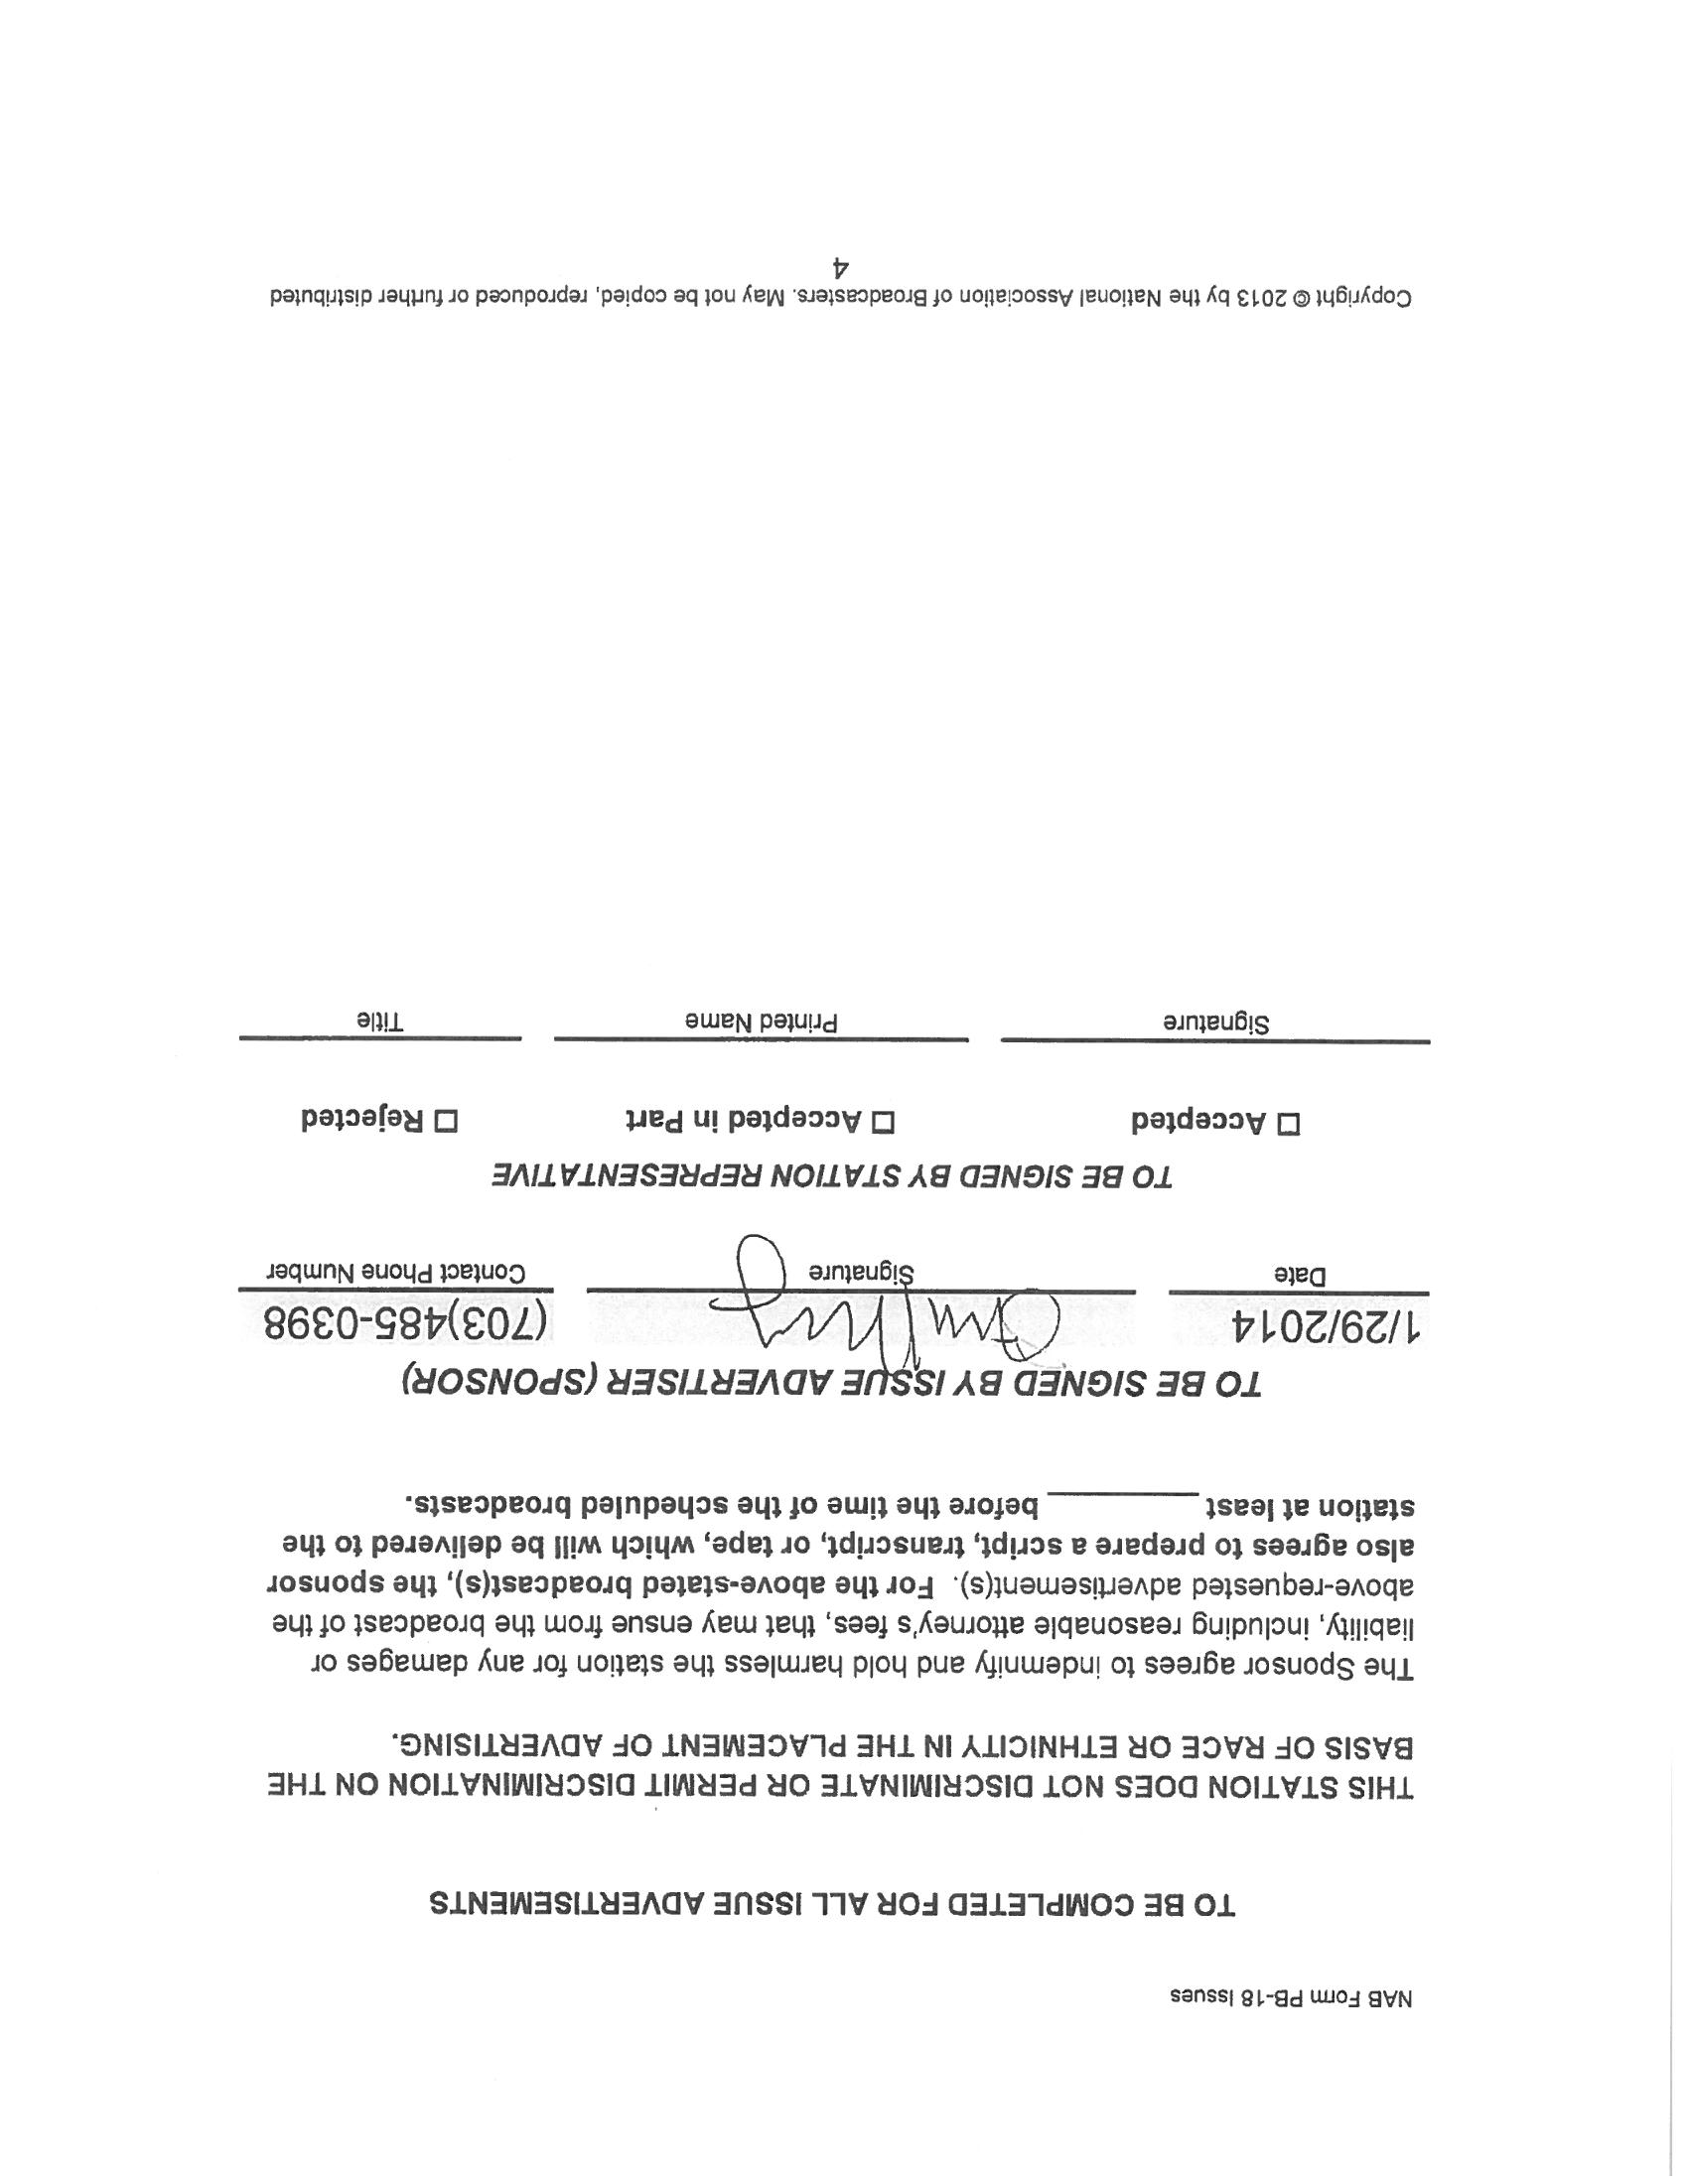 NAB Form PB-18 Issues
TO BE COMPLETED FOR ALL ISSUE ADVERTISEMENTS
THIS STATION DOES NOT DISCRIMINATE OR PERMIT DISCRIMINATION ON THE
BASIS OF RACE OR ETHNICITY IN THE PLACEMENT OF ADVERTISING.
The Sponsor agrees to indemnify and hold harmless the station for any damages or
liability, including reasonable attorney's fees, that may ensue from the broadcast of the
above-requested advertisement(s). For the above-stated broadcast(s), the sponsor
also agrees to prepare a script, transcript, or tape, which will be delivered to the
station at least ________ before the time of the scheduled broadcasts.
TO BE SIGNED BY ISSUE ADVERTISER (SPONSOR)
1/29/2014 (703)485-0398
Date Signature Contact Phone Number
TO BE SIGNED BY STATION REPRESENTATIVE
☐ Accepted ☐ Accepted in Part ☐ Rejected
Signature Printed Name Title
Copyright © 2013 by the National Association of Broadcasters. May not be copied, reproduced or further distributed
4